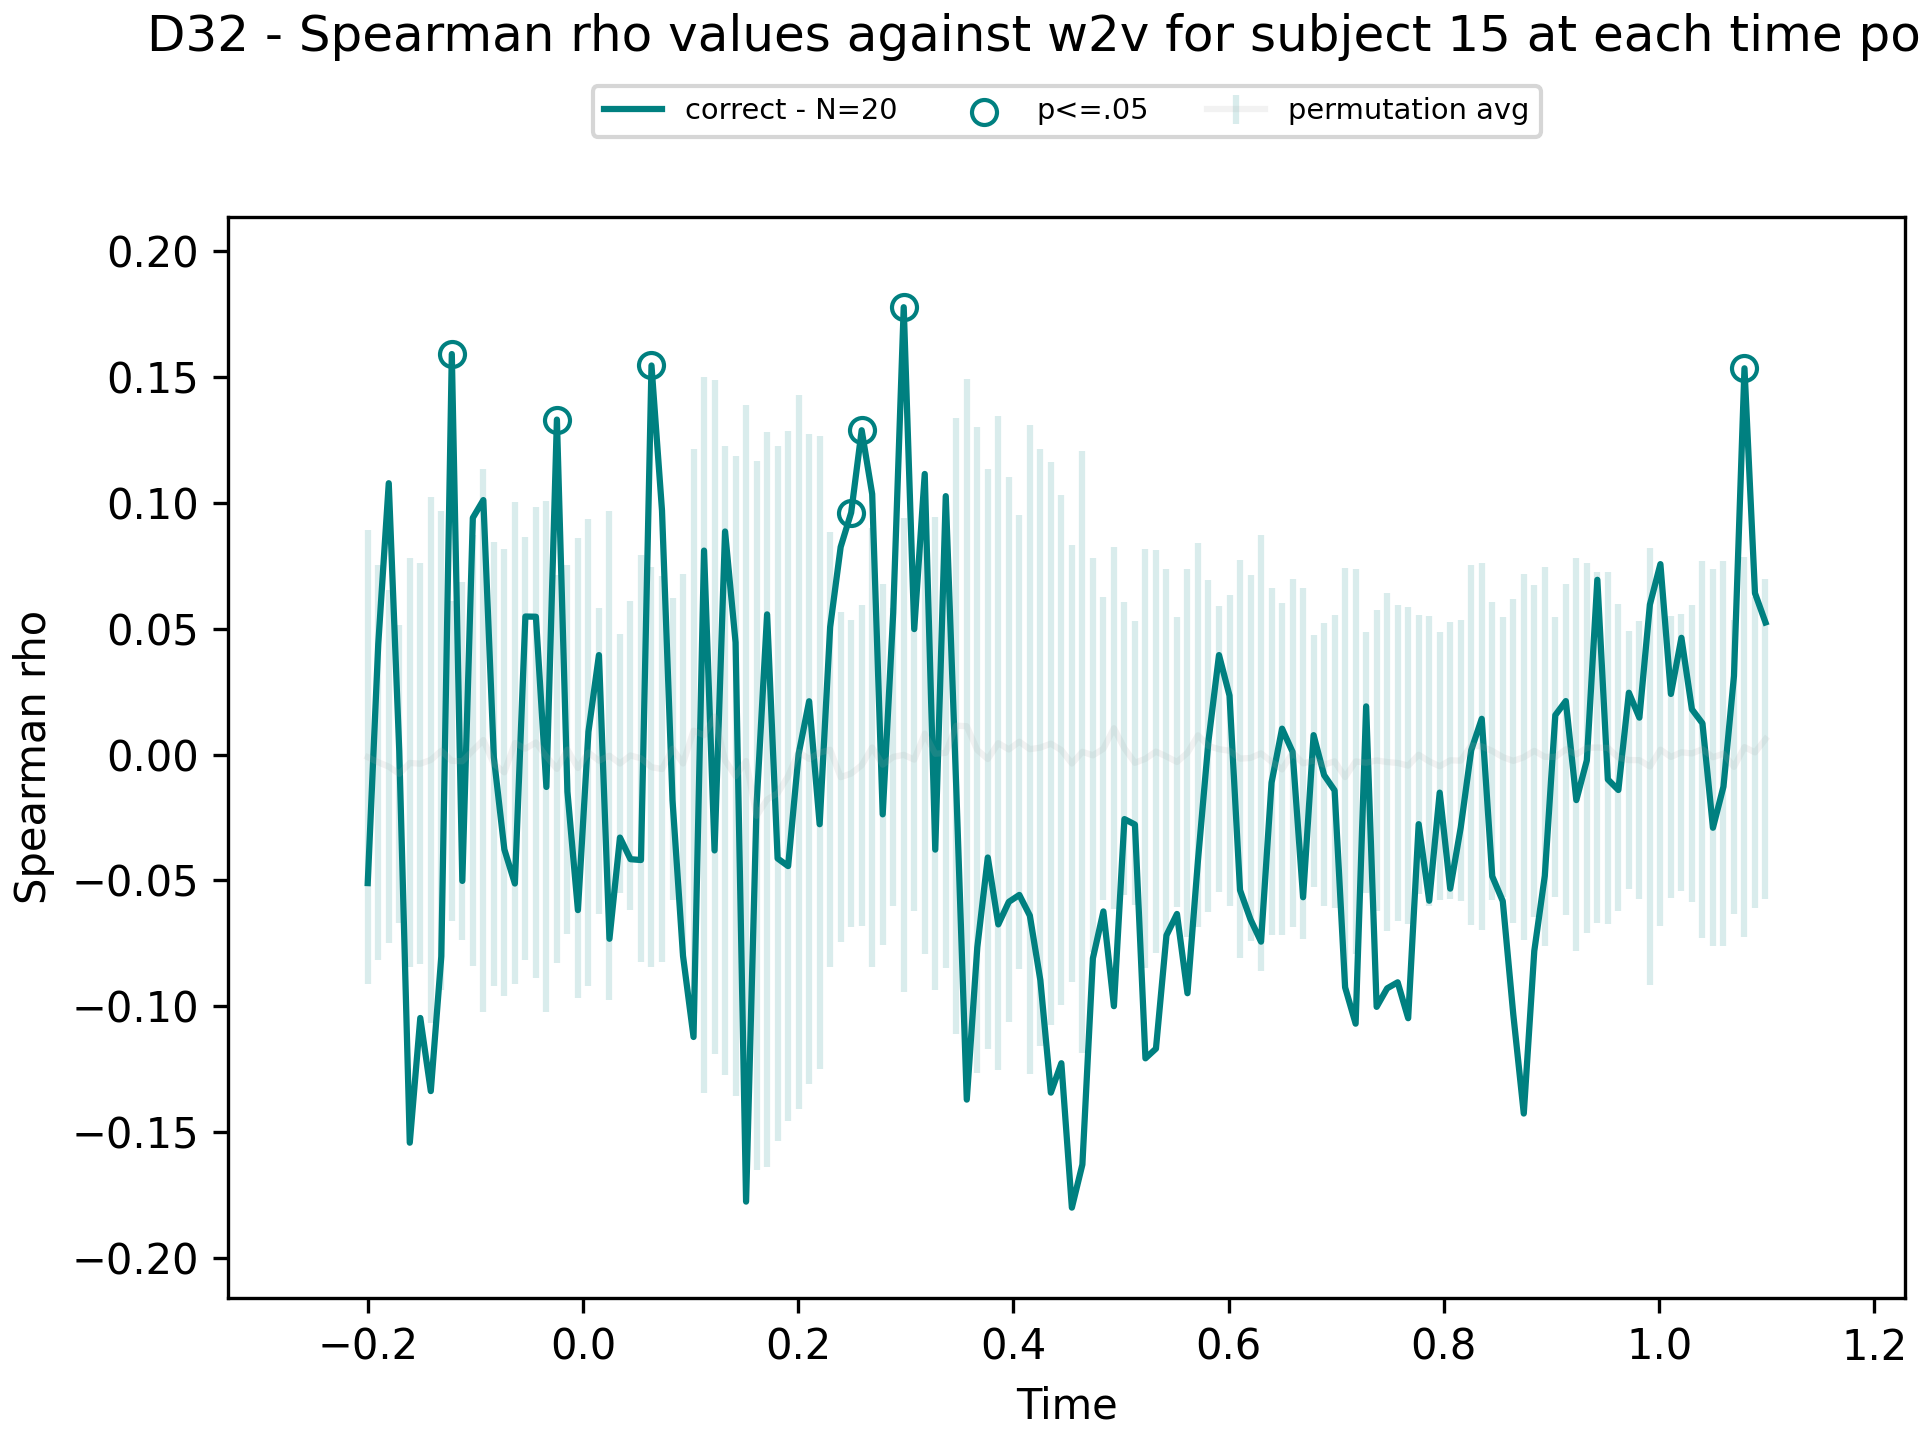 D32 - Spearman rho values against w2v for subject 15 at each time po
correct - N=20 p<=.05 permutation avg
0.20
0.15
0.10
0.05
0.00
−0.05
−0.10
−0.15
−0.20
Spearman rho
−0.2 0.0 0.2 0.4 0.6 0.8 1.0 1.2
Time